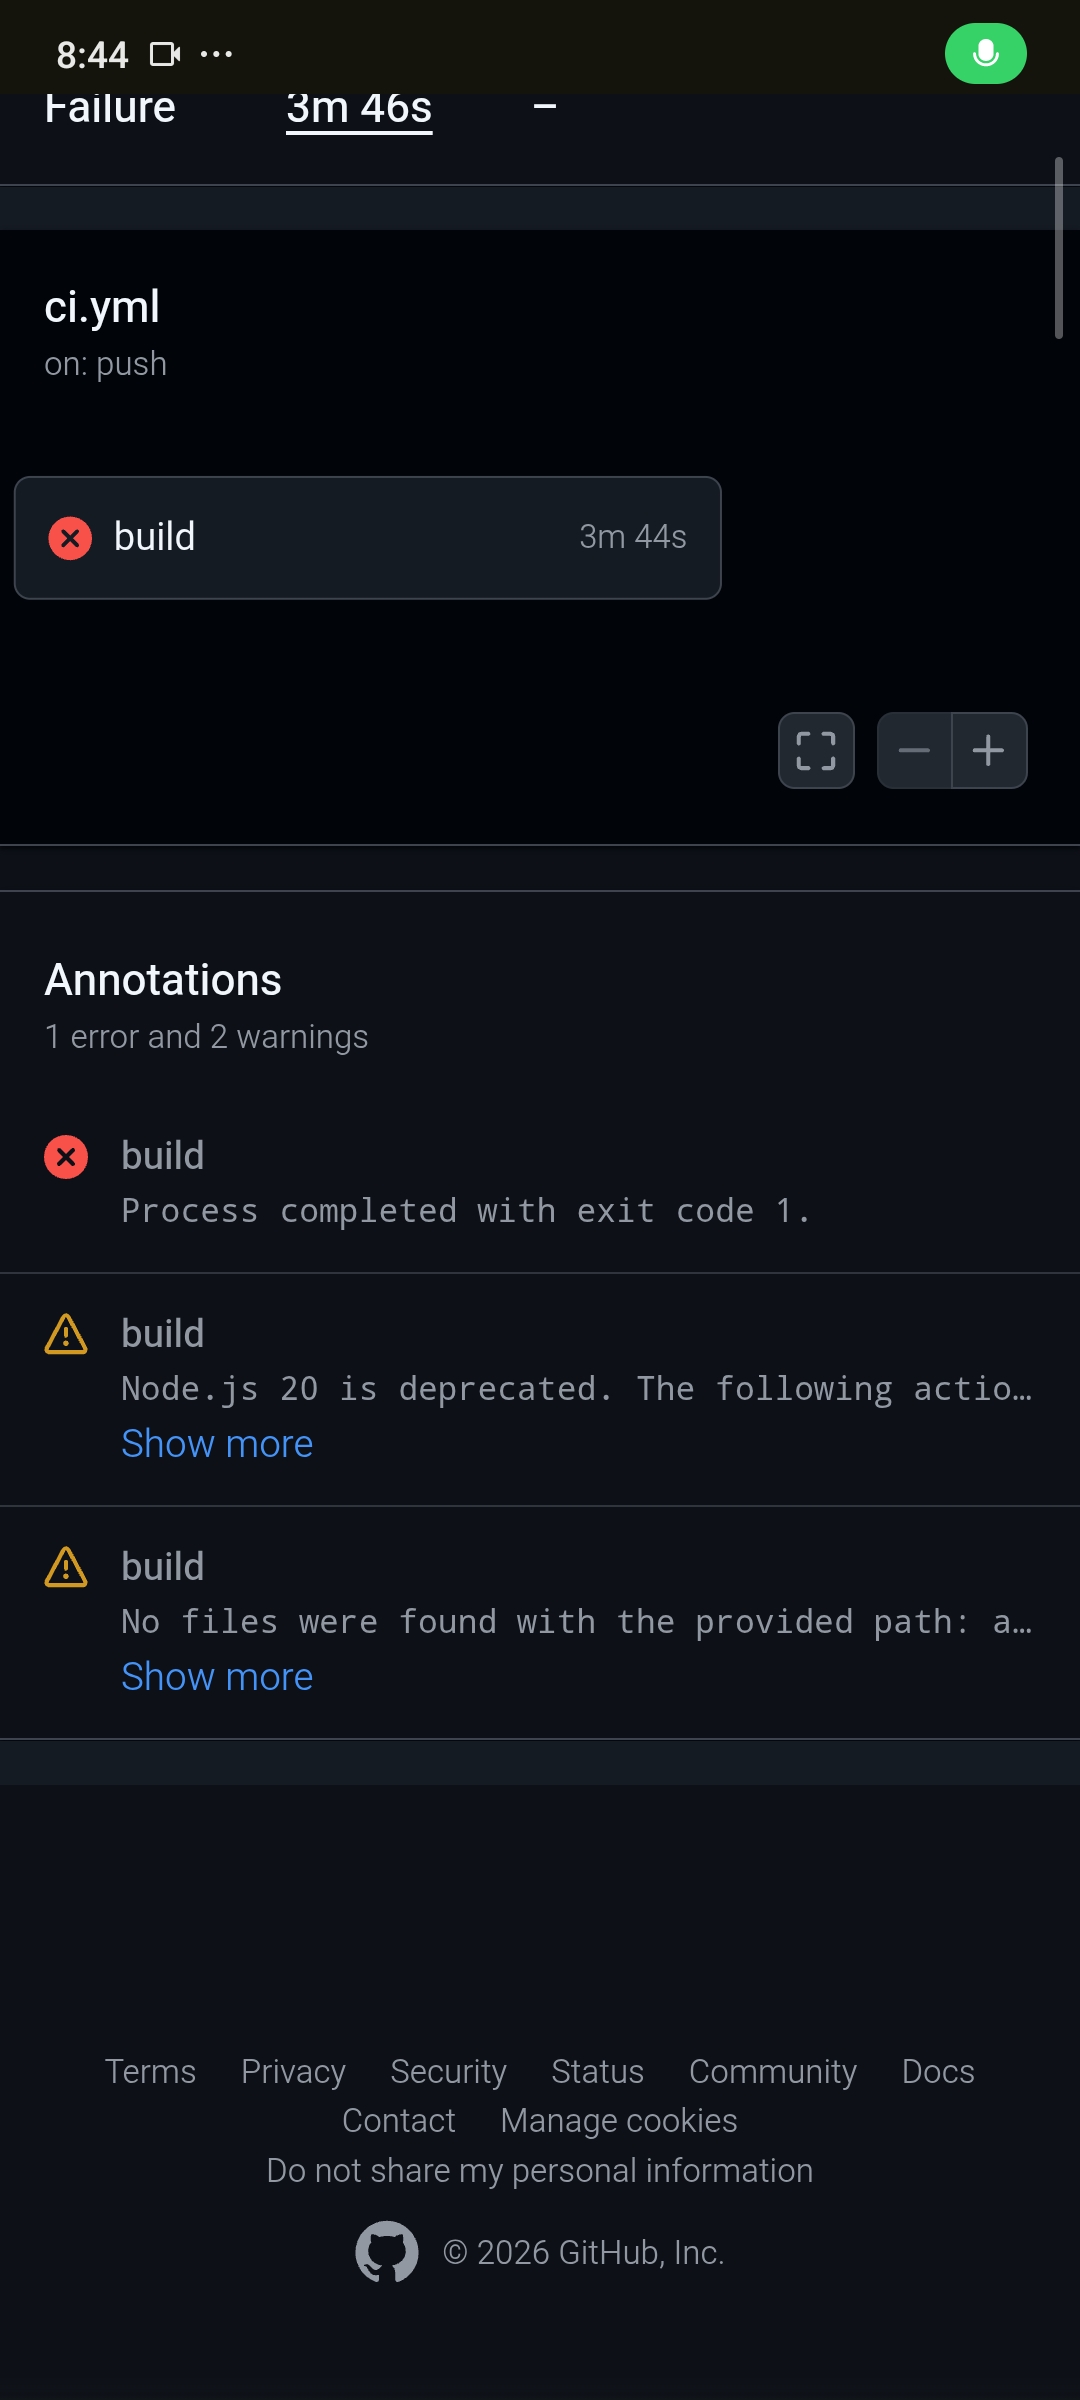 8:44
Failure 3m 46s –
ci.yml
on: push
build 3m 44s
Annotations
1 error and 2 warnings
build
Process completed with exit code 1.
build
Node.js 20 is deprecated. The following actio…
Show more
build
No files were found with the provided path: a…
Show more
Terms Privacy Security Status Community Docs
Contact Manage cookies
Do not share my personal information
© 2026 GitHub, Inc.